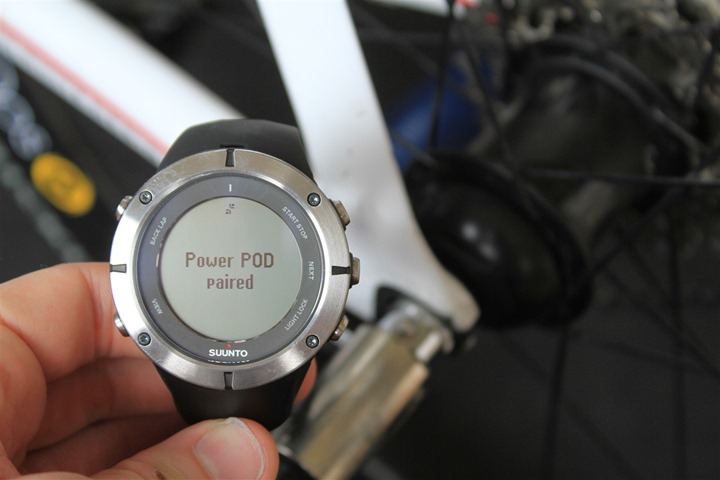 Power POD
paired
BACK LAP
START STOP
NEXT
LIGHT LOCK
VIEW
SUUNTO